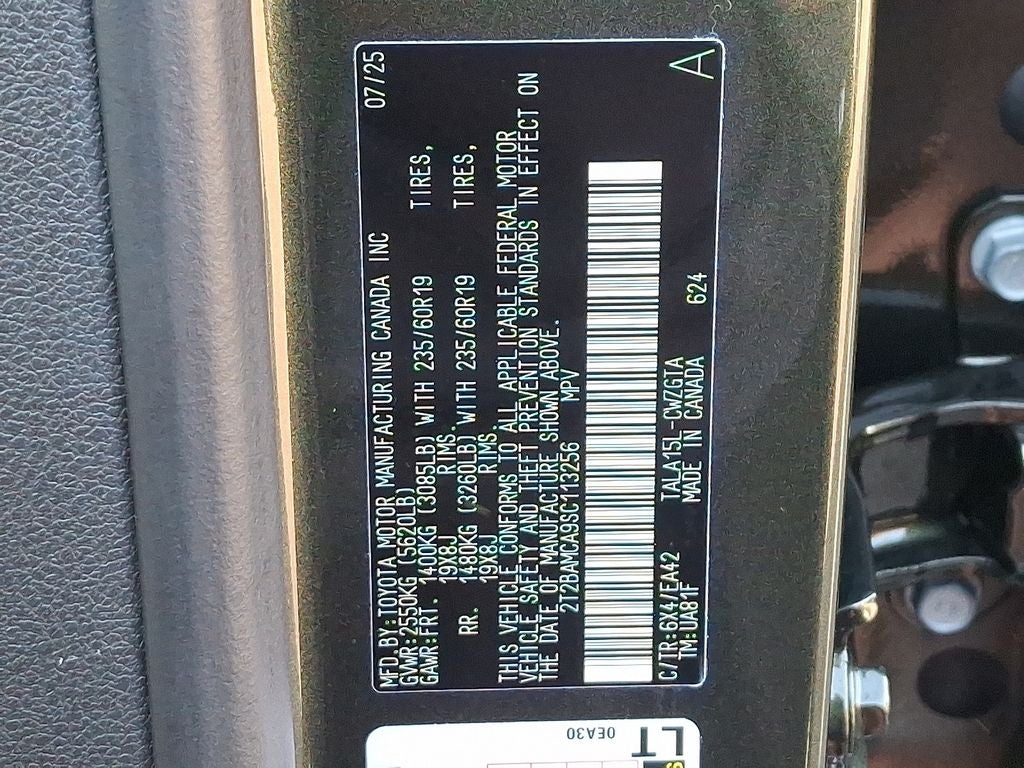 MFD.BY:TOYOTA MOTOR MANUFACTURING CANADA INC 07/25
GVWR:2550KG (5620LB)
GAWR:FRT. 1400KG (3085LB) WITH 235/60R19 TIRES,
19X8J RIMS.
RR. 1480KG (3260LB) WITH 235/60R19 TIRES,
19X8J RIMS.
THIS VEHICLE CONFORMS TO ALL APPLICABLE FEDERAL MOTOR
VEHICLE SAFETY AND THEFT PREVENTION STANDARDS IN EFFECT ON
THE DATE OF MANUFACTURE SHOWN ABOVE.
2T2BAMCA9SC113256 MPV
C/TR:6X4/EA42 TALA15L-CWZGTA 624
TM:UA81F MADE IN CANADA
A
LT
0EA30